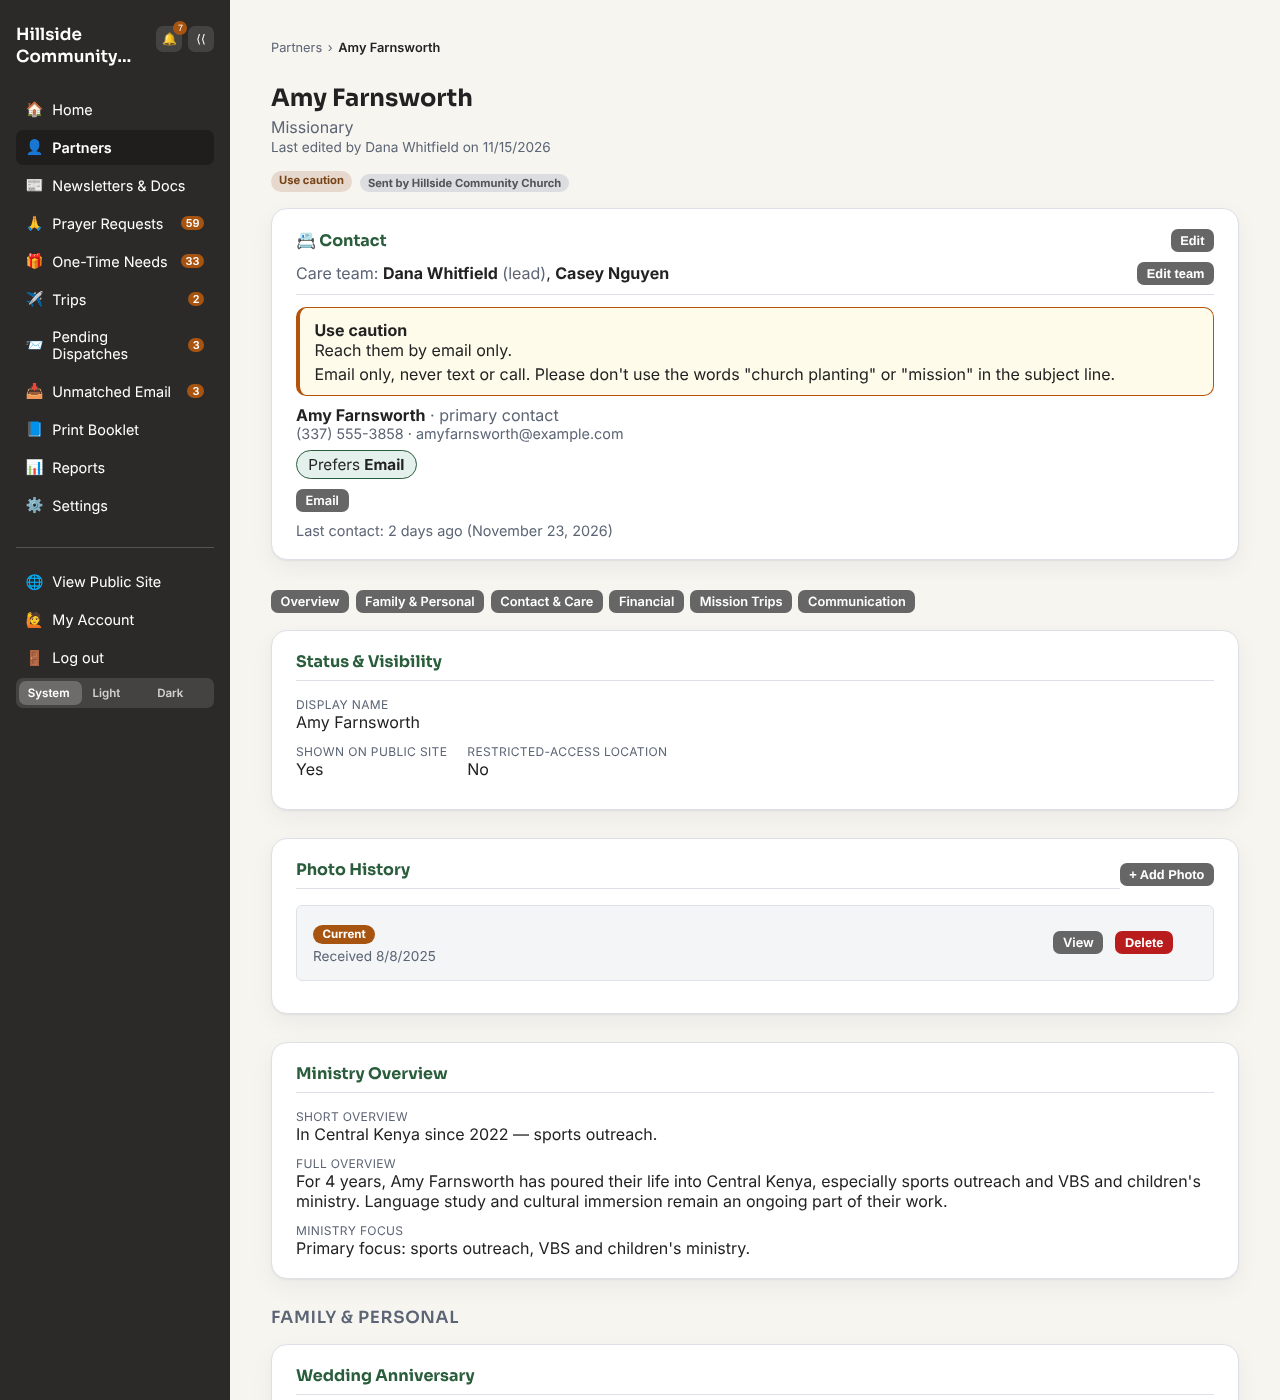 Hillside
Community...
7
⟨⟨
Home
Partners
Newsletters & Docs
Prayer Requests 59
One-Time Needs 33
Trips 2
Pending
Dispatches 3
Unmatched Email 3
Print Booklet
Reports
Settings
View Public Site
My Account
Log out
System Light Dark
Partners › Amy Farnsworth
Amy Farnsworth
Missionary
Last edited by Dana Whitfield on 11/15/2026
Use caution Sent by Hillside Community Church
Contact Edit
Care team: Dana Whitfield (lead), Casey Nguyen Edit team
Use caution
Reach them by email only.
Email only, never text or call. Please don't use the words "church planting" or "mission" in the subject line.
Amy Farnsworth · primary contact
(337) 555-3858 · amyfarnsworth@example.com
Prefers Email
Email
Last contact: 2 days ago (November 23, 2026)
Overview Family & Personal Contact & Care Financial Mission Trips Communication
Status & Visibility
DISPLAY NAME
Amy Farnsworth
SHOWN ON PUBLIC SITE RESTRICTED-ACCESS LOCATION
Yes No
Photo History + Add Photo
Current
Received 8/8/2025
View Delete
Ministry Overview
SHORT OVERVIEW
In Central Kenya since 2022 — sports outreach.
FULL OVERVIEW
For 4 years, Amy Farnsworth has poured their life into Central Kenya, especially sports outreach and VBS and children's
ministry. Language study and cultural immersion remain an ongoing part of their work.
MINISTRY FOCUS
Primary focus: sports outreach, VBS and children's ministry.
FAMILY & PERSONAL
Wedding Anniversary